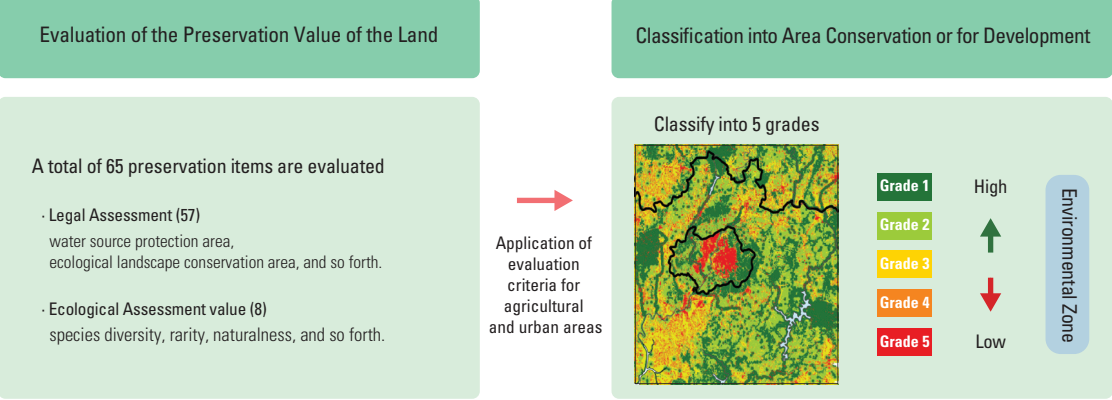 Evaluation of the Preservation Value of the Land
A total of 65 preservation items are evaluated
· Legal Assessment (57)
water source protection area,
ecological landscape conservation area, and so forth.
· Ecological Assessment value (8)
species diversity, rarity, naturalness, and so forth.
Application of
evaluation
criteria for
agricultural
and urban areas
Classification into Area Conservation or for Development
Classify into 5 grades
Grade 1
Grade 2
Grade 3
Grade 4
Grade 5
High
Low
Environmental Zone